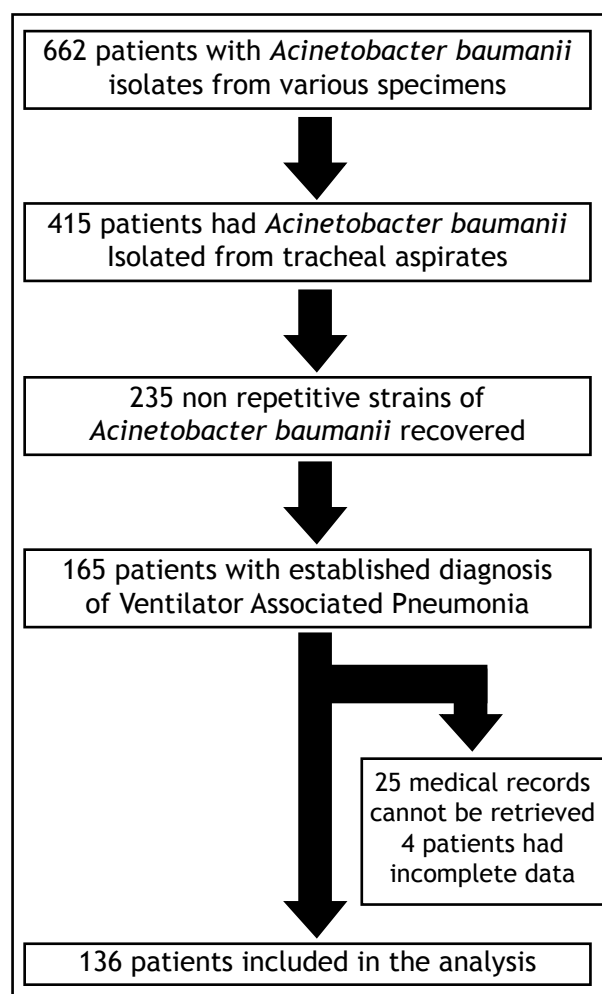 662 patients with Acinetobacter baumanii
isolates from various specimens
415 patients had Acinetobacter baumanii
Isolated from tracheal aspirates
235 non repetitive strains of
Acinetobacter baumanii recovered
165 patients with established diagnosis
of Ventilator Associated Pneumonia
25 medical records
cannot be retrieved
4 patients had
incomplete data
136 patients included in the analysis